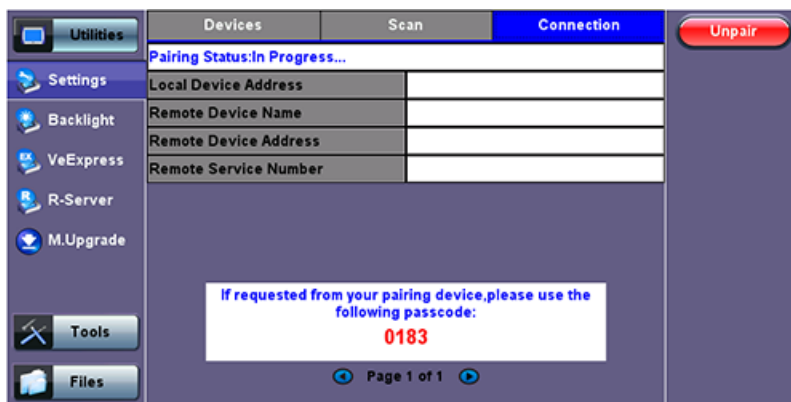 Utilities
Settings
Backlight
VeExpress
R-Server
M.Upgrade
Tools
Files
Devices
Scan
Connection
Pairing Status:In Progress...
Local Device Address
Remote Device Name
Remote Device Address
Remote Service Number
If requested from your pairing device,please use the
following passcode:
0183
Page 1 of 1
Unpair